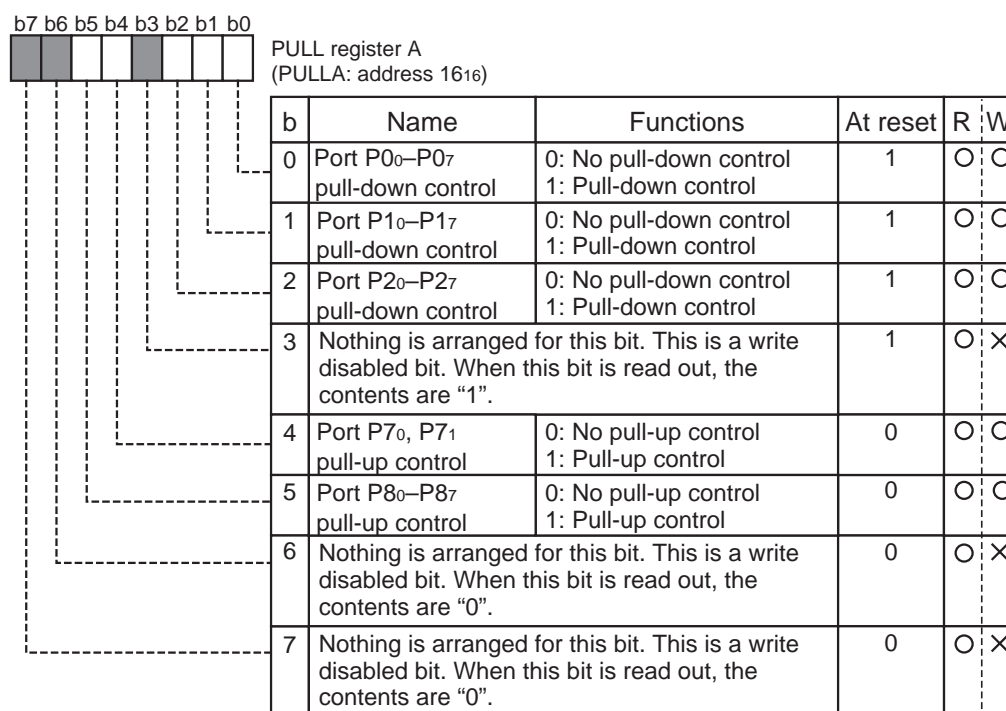 b7 b6 b5 b4 b3 b2 b1 b0
PULL register A
(PULLA: address 16₁₆)
b Name Functions At reset R W
0 Port P0₀–P0₇ 0: No pull-down control 1 O O
pull-down control 1: Pull-down control
1 Port P1₀–P1₇ 0: No pull-down control 1 O O
pull-down control 1: Pull-down control
2 Port P2₀–P2₇ 0: No pull-down control 1 O O
pull-down control 1: Pull-down control
3 Nothing is arranged for this bit. This is a write 1 O ×
disabled bit. When this bit is read out, the
contents are “1”.
4 Port P7₀, P7₁ 0: No pull-up control 0 O O
pull-up control 1: Pull-up control
5 Port P8₀–P8₇ 0: No pull-up control 0 O O
pull-up control 1: Pull-up control
6 Nothing is arranged for this bit. This is a write 0 O ×
disabled bit. When this bit is read out, the
contents are “0”.
7 Nothing is arranged for this bit. This is a write 0 O ×
disabled bit. When this bit is read out, the
contents are “0”.